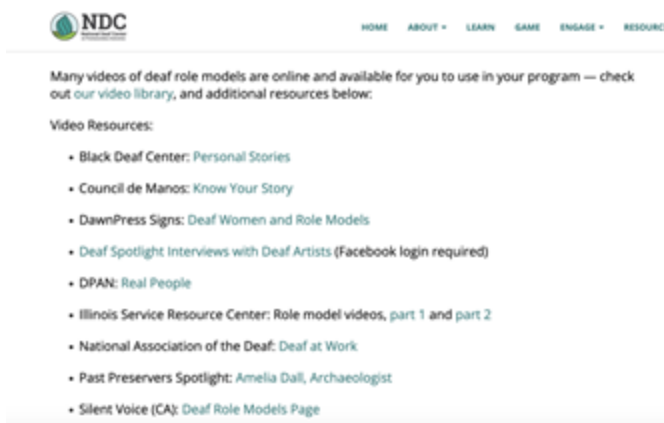 NDC
National Deaf Center
HOME ABOUT LEARN GAME ENGAGE RESOURC
Many videos of deaf role models are online and available for you to use in your program — check
out our video library, and additional resources below:
Video Resources:
• Black Deaf Center: Personal Stories
• Council de Manos: Know Your Story
• DawnPress Signs: Deaf Women and Role Models
• Deaf Spotlight Interviews with Deaf Artists (Facebook login required)
• DPAN: Real People
• Illinois Service Resource Center: Role model videos, part 1 and part 2
• National Association of the Deaf: Deaf at Work
• Past Preservers Spotlight: Amelia Dall, Archaeologist
• Silent Voice (CA): Deaf Role Models Page